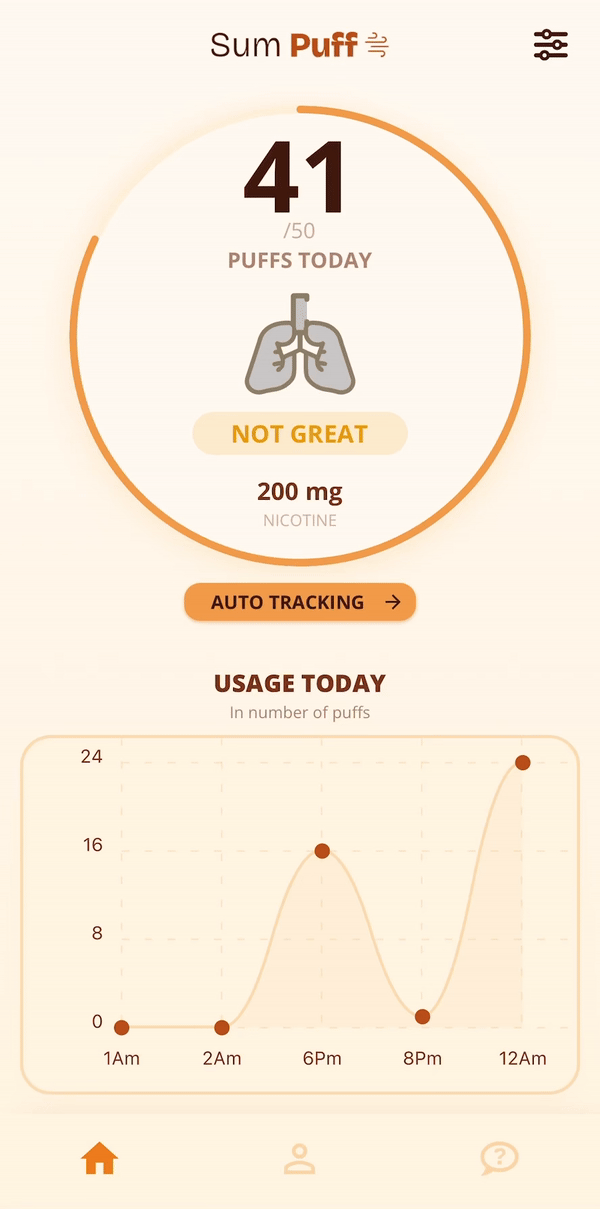 Sum Puff
41
/50
PUFFS TODAY
NOT GREAT
200 mg
NICOTINE
AUTO TRACKING →
USAGE TODAY
In number of puffs
24
16
8
0
1Am 2Am 6Pm 8Pm 12Am
?